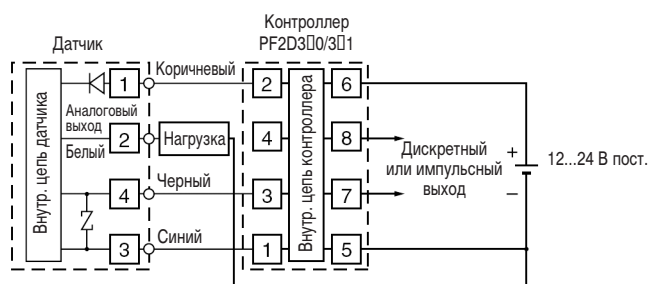 Контроллер
PF2D3▯0/3▯1
Датчик
Внутр. цепь датчика
1
Коричневый
Аналоговый
выход
2
Белый
Нагрузка
4
Черный
3
Синий
2
4
3
1
Внутр. цепь контроллера
6
8
7
5
Дискретный
или импульсный
выход
+
–
12...24 В пост.